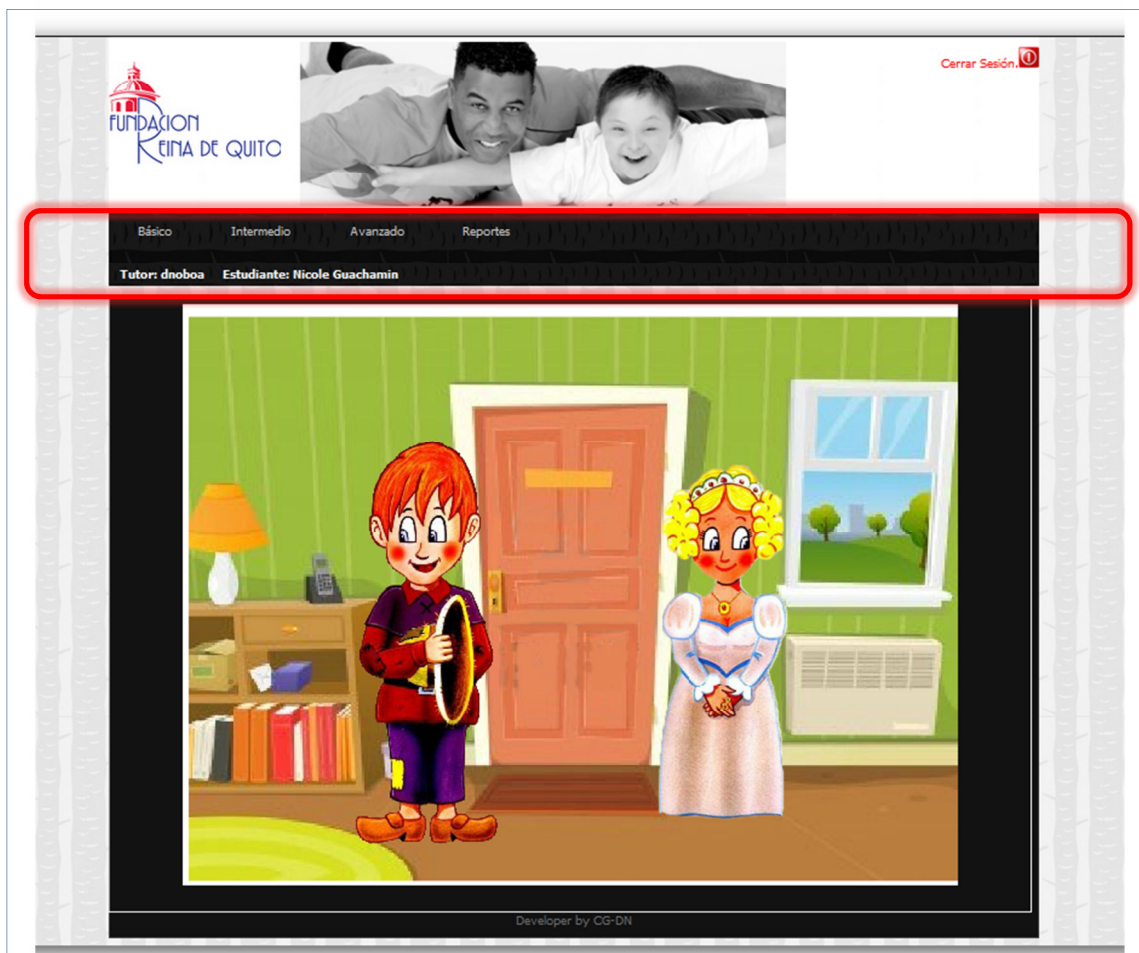 FUNDACION
REINA DE QUITO
Cerrar Sesión.
Básico Intermedio Avanzado Reportes
Tutor: dnoboa Estudiante: Nicole Guachamin
Developer by CG-DN